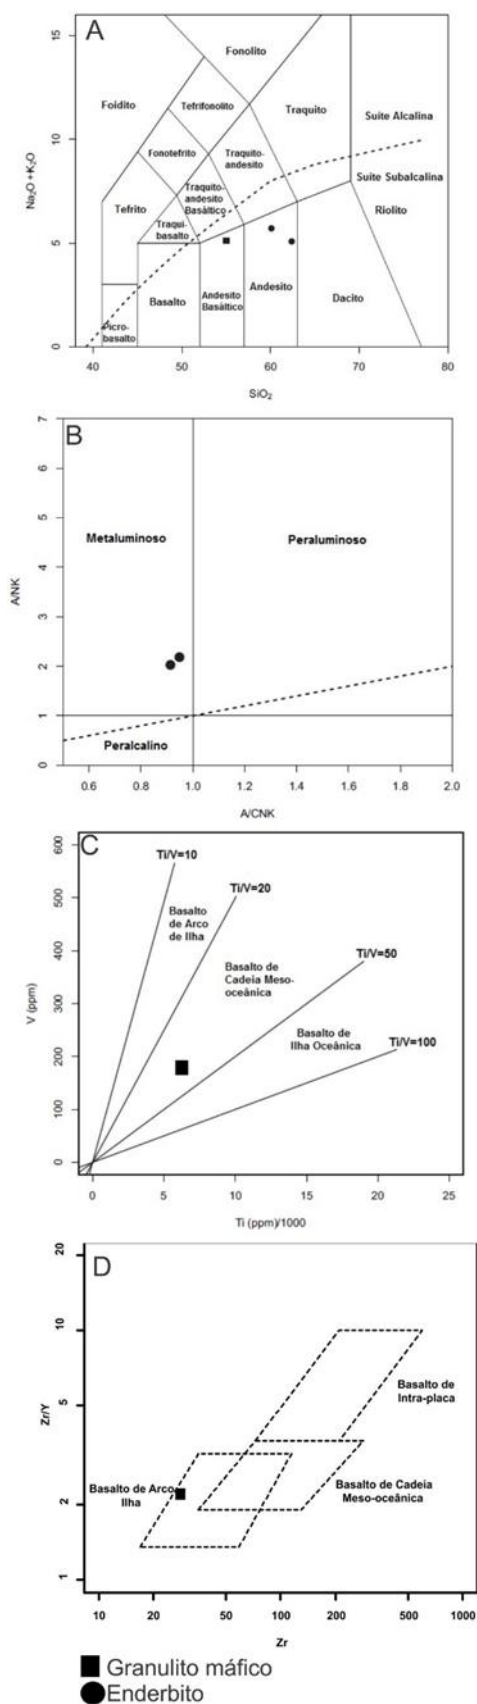 A
Fonolito
Foidito
Tefrifonolito
Traquito
Suite Alcalina
Fonotefrito
Traquito-
andesito
Suite Subalcalina
Tefrito
Traquito-
andesito
Basáltico
Riolito
Traqui-
basalto
Basalto
Andesito
Basáltico
Andesito
Dacito
Picro-
basalto
Na₂O+K₂O
0 5 10 15
40 50 60 70 80
SiO₂
B
Metaluminoso
Peraluminoso
Peralcalino
A/NK
0 1 2 3 4 5 6 7
0.6 0.8 1.0 1.2 1.4 1.6 1.8 2.0
A/CNK
C
Ti/V=10
Ti/V=20
Basalto
de Arco
de Ilha
Basalto de
Cadeia Meso-
oceânica
Ti/V=50
Basalto de
Ilha Oceânica
Ti/V=100
V (ppm)
0 100 200 300 400 500 600
0 5 10 15 20 25
Ti (ppm)/1000
D
Basalto de
Intra-placa
Basalto de Arco
Ilha
Basalto de Cadeia
Meso-oceânica
Zr/Y
1 2 5 10 20
10 20 50 100 200 500 1000
Zr
Granulito máfico
Enderbito